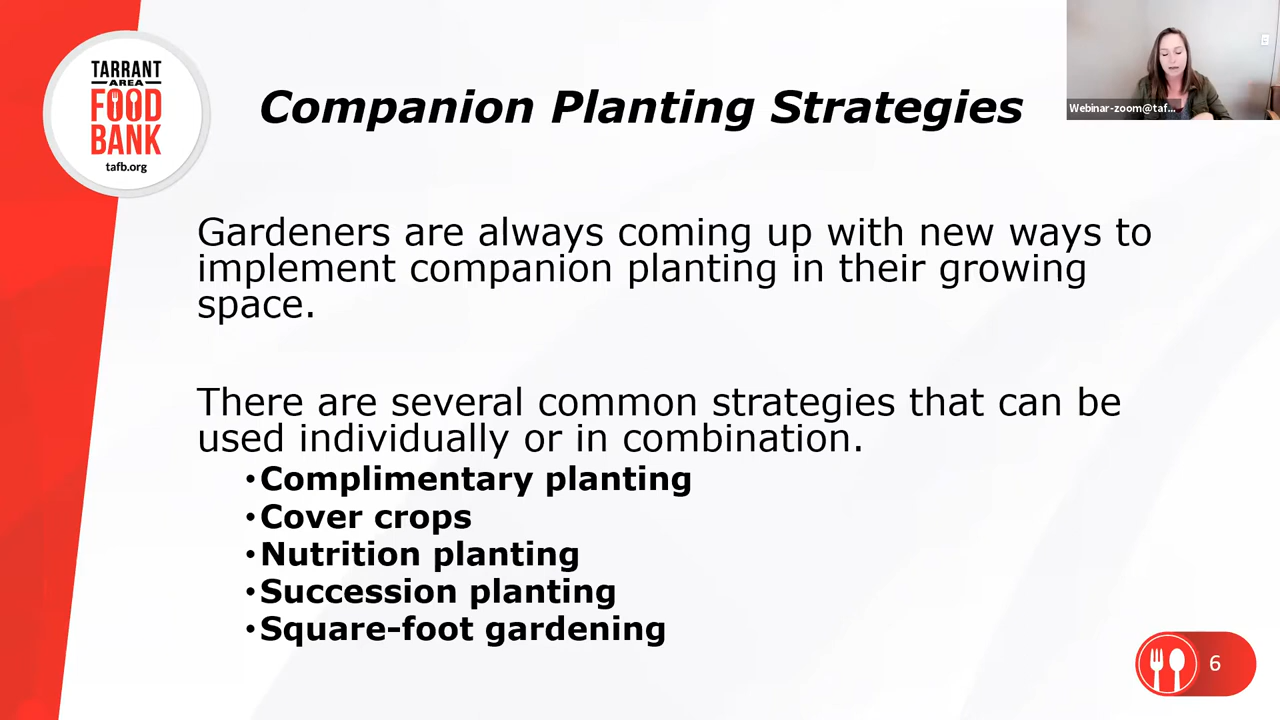 TARRANT
AREA
FOOD
BANK
tafb.org
Companion Planting Strategies
Webinar-zoom@taf...
Gardeners are always coming up with new ways to
implement companion planting in their growing
space.
There are several common strategies that can be
used individually or in combination.
•Complimentary planting
•Cover crops
•Nutrition planting
•Succession planting
•Square-foot gardening
6